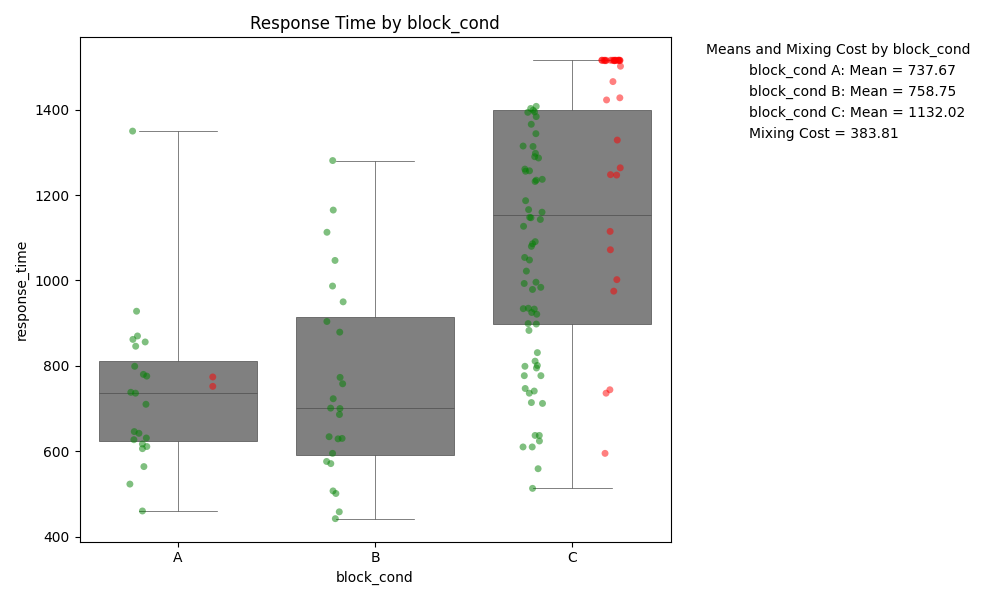 Response Time by block_cond
Means and Mixing Cost by block_cond
block_cond A: Mean = 737.67
block_cond B: Mean = 758.75
block_cond C: Mean = 1132.02
Mixing Cost = 383.81
response_time
1400
1200
1000
800
600
400
A
B
C
block_cond